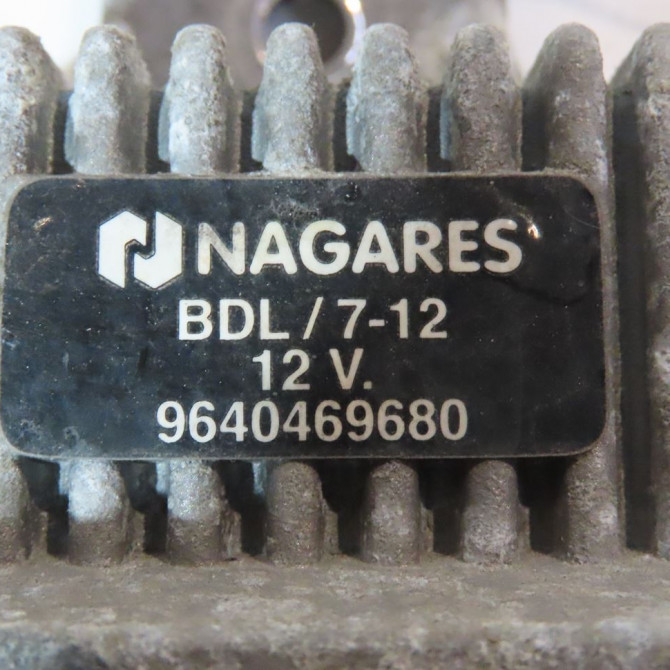 NAGARES
BDL / 7-12
12 V.
9640469680